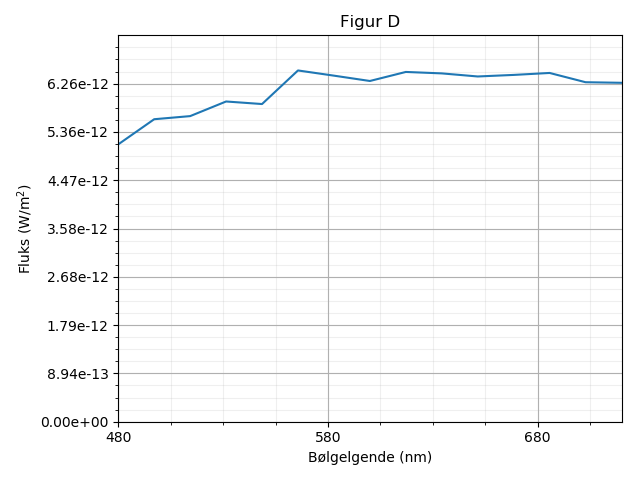 Figur D
6.26e-12
5.36e-12
4.47e-12
3.58e-12
2.68e-12
1.79e-12
8.94e-13
0.00e+00
Fluks (W/m²)
480 580 680
Bølgelgende (nm)